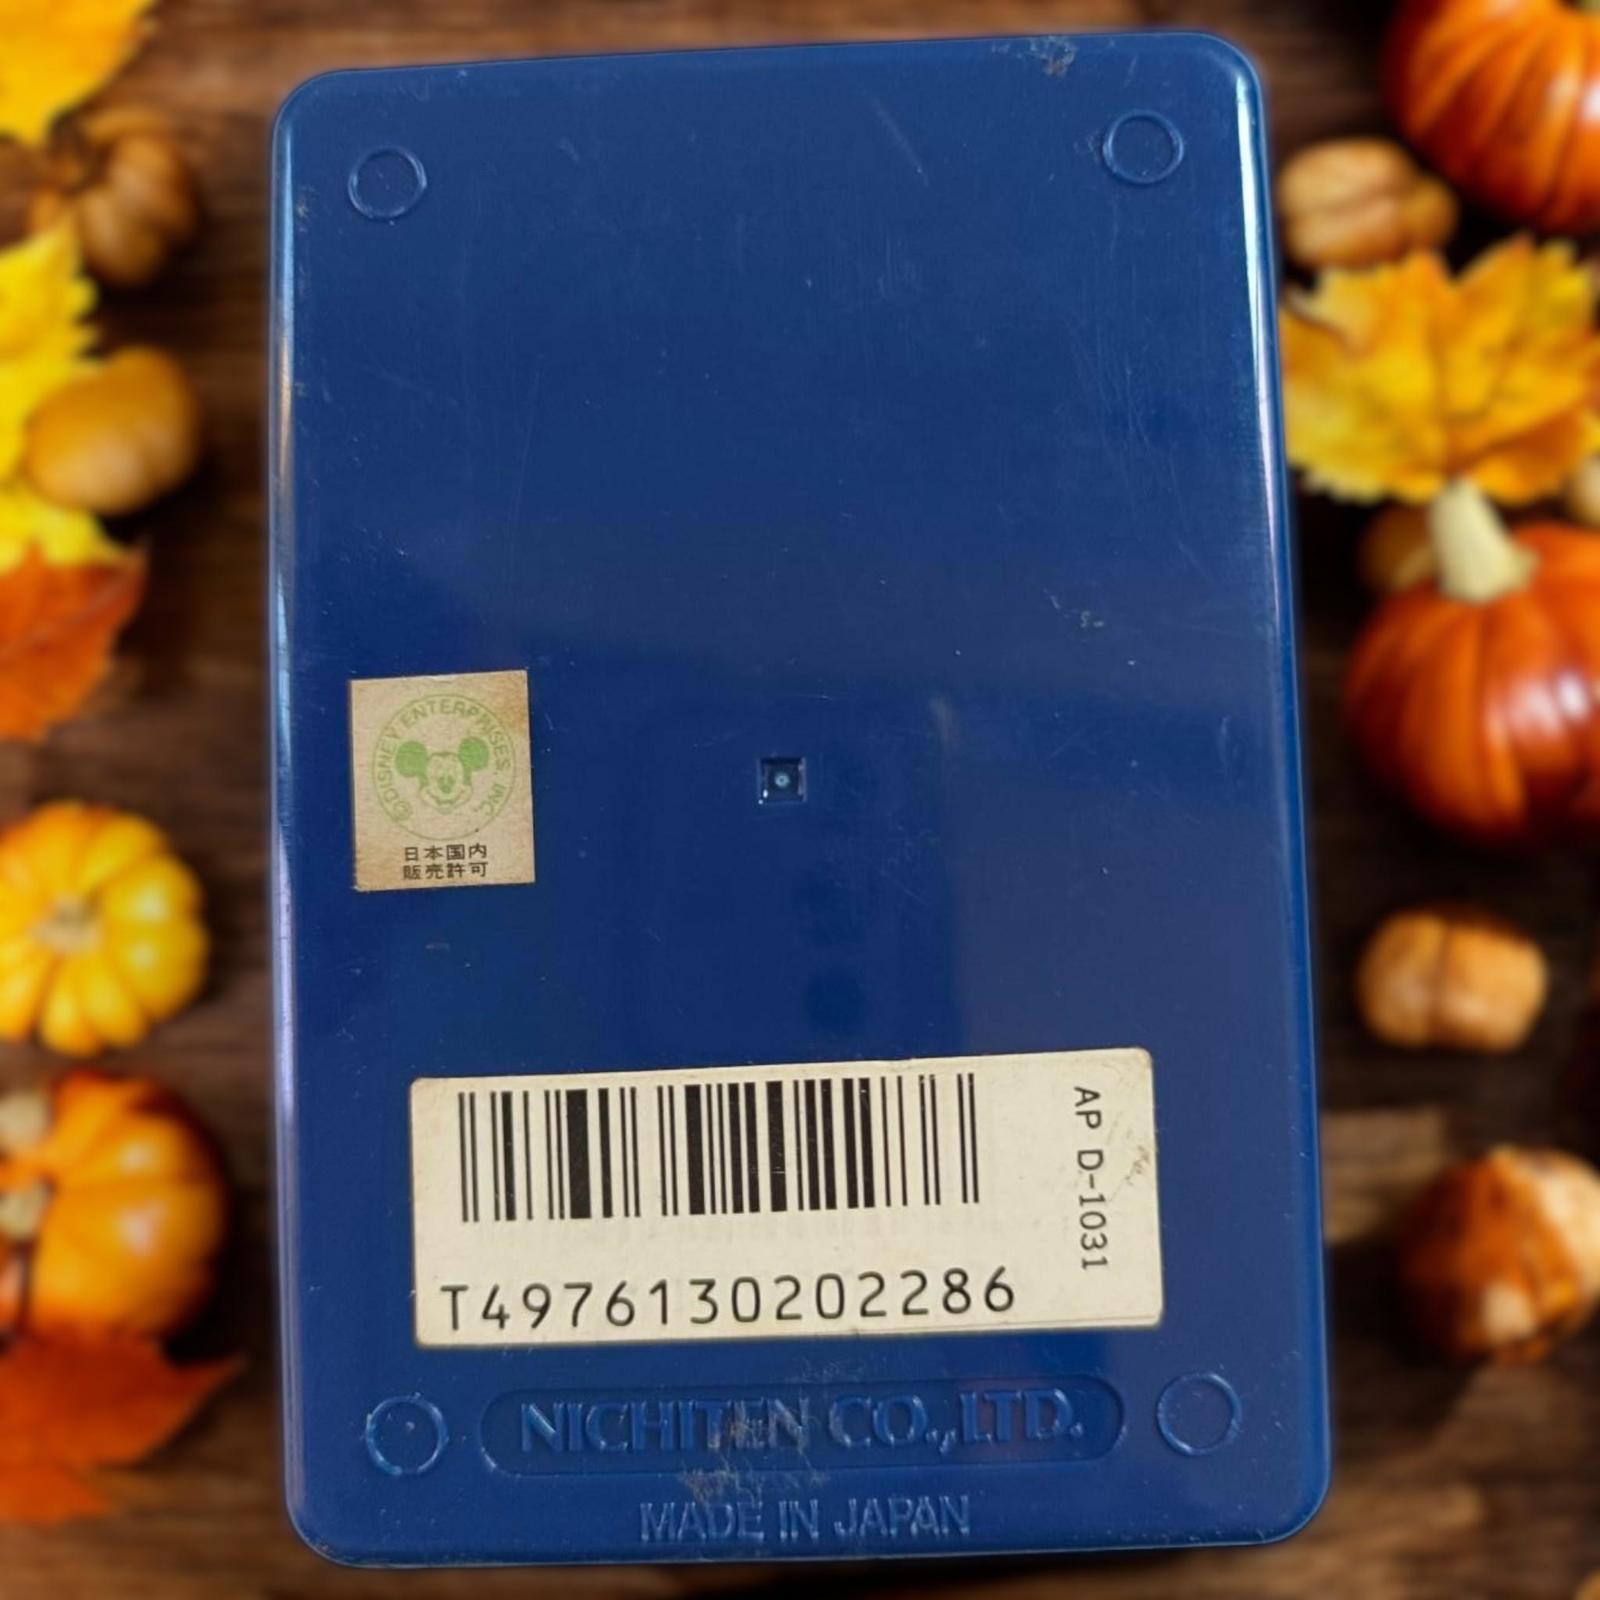 ©DISNEY ENTERPRISES, INC.
日本国内
販売許可
AP D-1031
T4976130202286
NICHITEN CO.,LTD.
MADE IN JAPAN